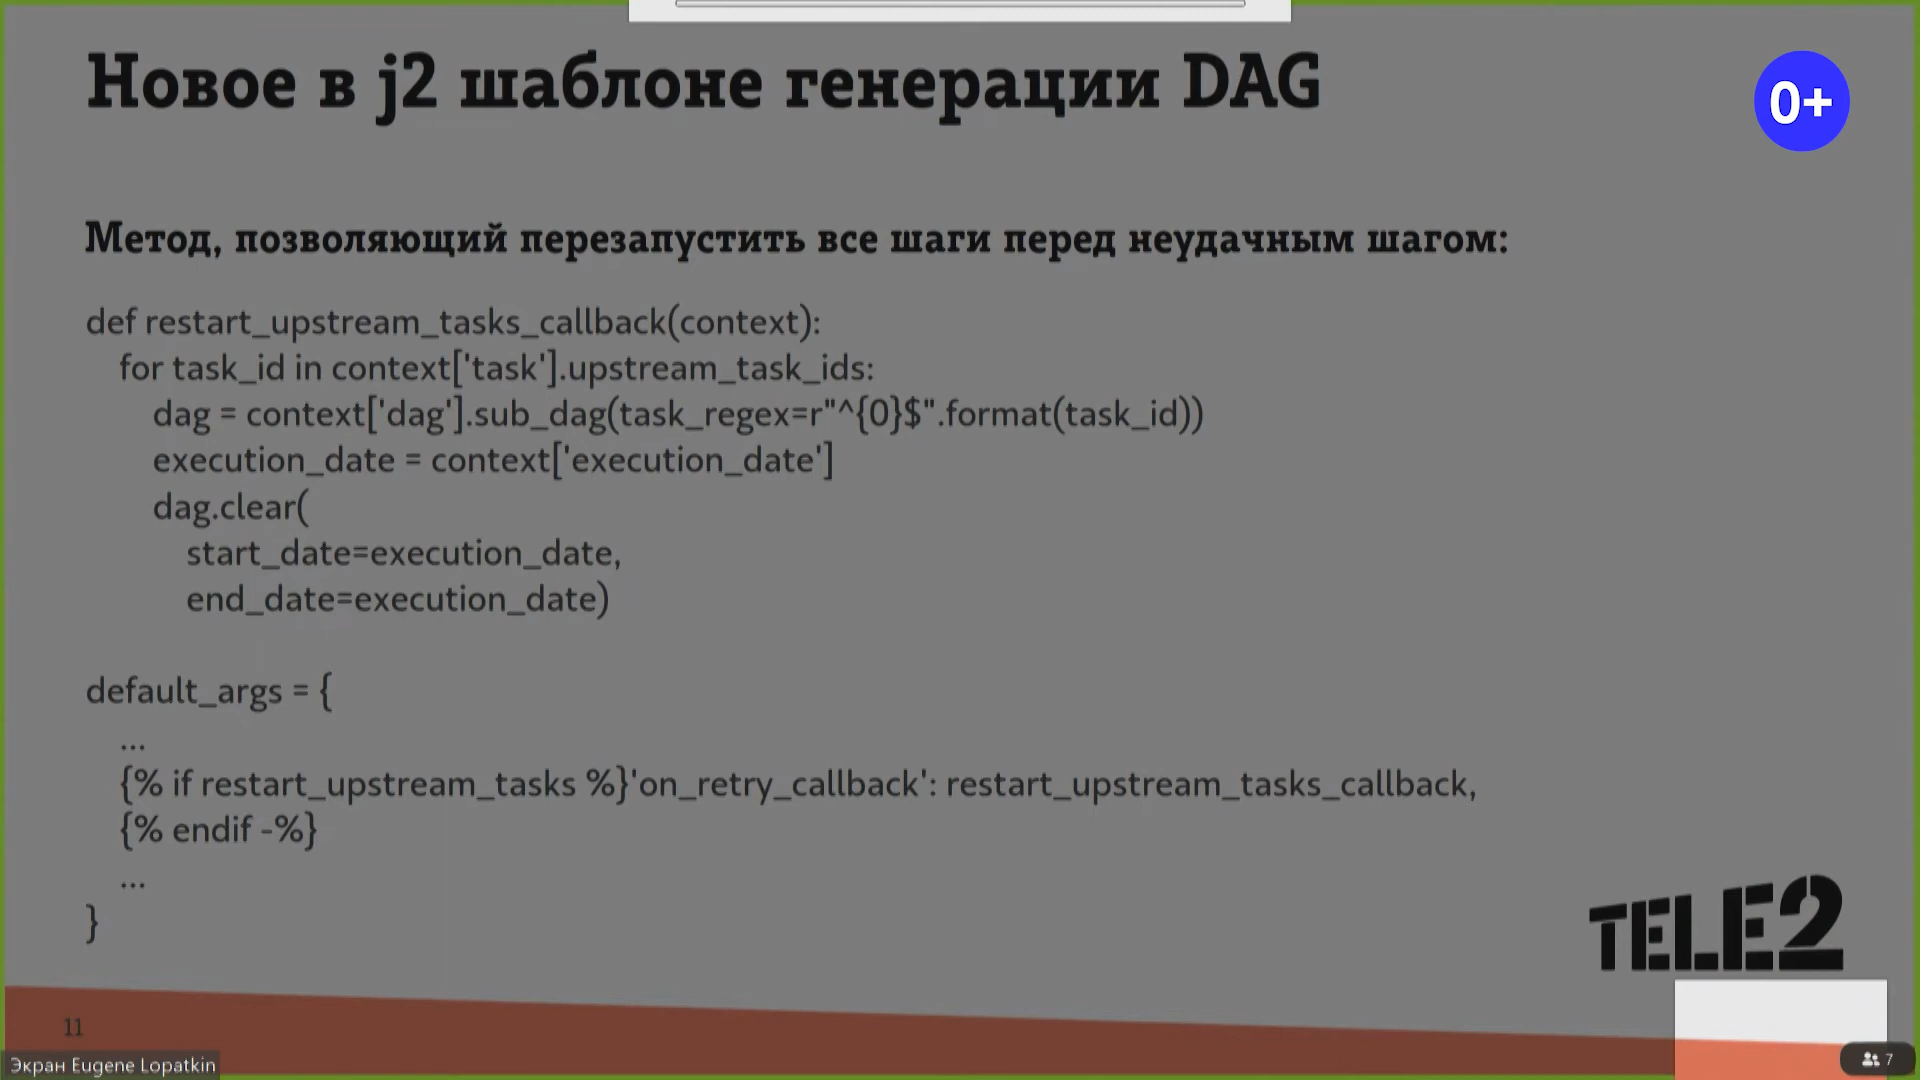 Новое в j2 шаблоне генерации DAG
0+
Метод, позволяющий перезапустить все шаги перед неудачным шагом:
def restart_upstream_tasks_callback(context):
for task_id in context['task'].upstream_task_ids:
dag = context['dag'].sub_dag(task_regex=r"^{0}$".format(task_id))
execution_date = context['execution_date']
dag.clear(
start_date=execution_date,
end_date=execution_date)
default_args = {
...
{% if restart_upstream_tasks %}'on_retry_callback': restart_upstream_tasks_callback,
{% endif -%}
...
}
TELE2
11
Экран Eugene Lopatkin
7